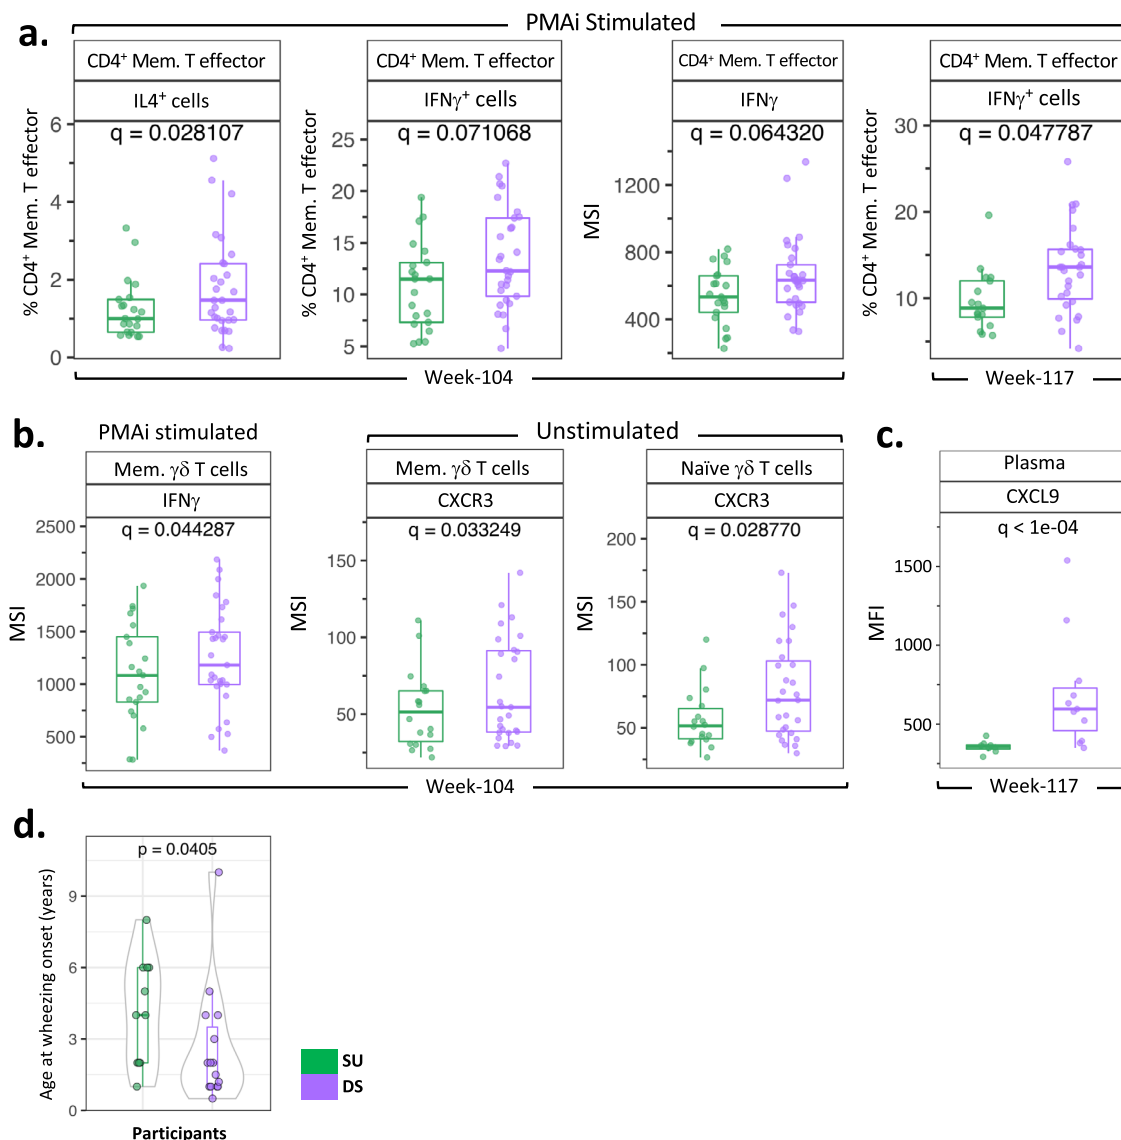 a.
PMAi Stimulated
CD4⁺ Mem. T effector
IL4⁺ cells
q = 0.028107
% CD4⁺ Mem. T effector
6
4
2
0
CD4⁺ Mem. T effector
IFNγ⁺ cells
q = 0.071068
% CD4⁺ Mem. T effector
25
20
15
10
5
CD4⁺ Mem. T effector
IFNγ
q = 0.064320
MSI
1200
800
400
CD4⁺ Mem. T effector
IFNγ⁺ cells
q = 0.047787
% CD4⁺ Mem. T effector
30
20
10
Week-104
Week-117
b.
PMAi stimulated
Mem. γδ T cells
IFNγ
q = 0.044287
MSI
2500
2000
1500
1000
500
Unstimulated
Mem. γδ T cells
CXCR3
q = 0.033249
MSI
150
100
50
Naïve γδ T cells
CXCR3
q = 0.028770
MSI
200
150
100
50
Week-104
c.
Plasma
CXCL9
q < 1e-04
MFI
1500
1000
500
Week-117
d.
p = 0.0405
Age at wheezing onset (years)
9
6
3
0
Participants
SU
DS